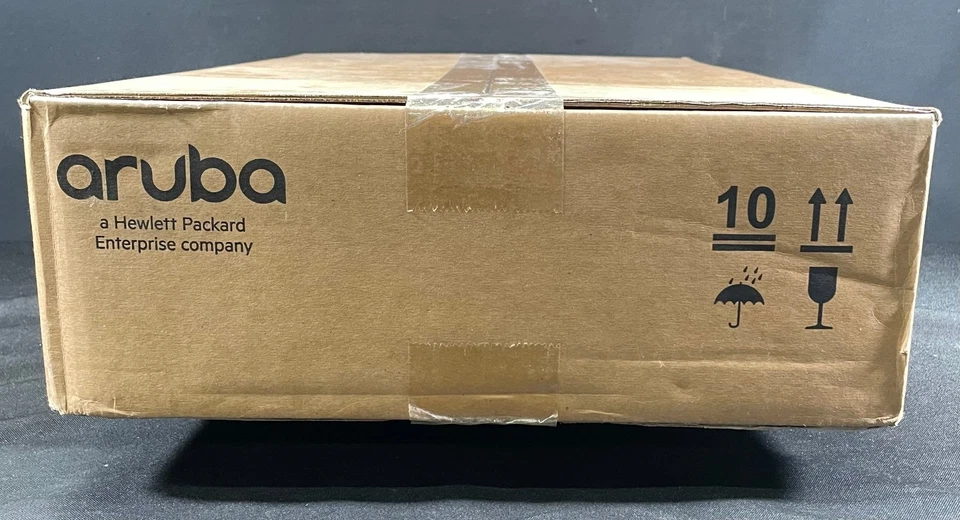 aruba
a Hewlett Packard
Enterprise company
10